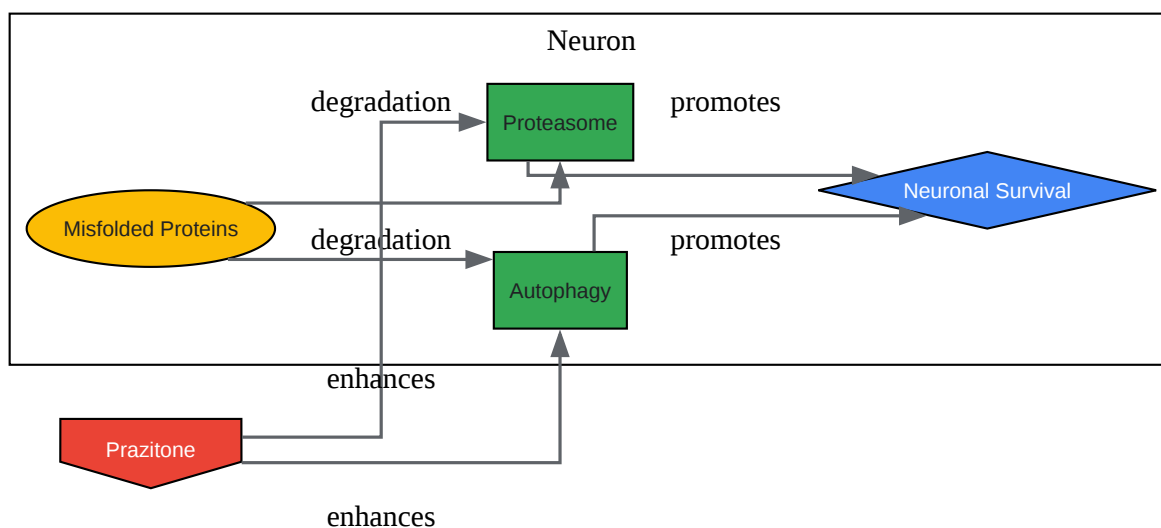 Neuron
degradation
Proteasome
promotes
Misfolded Proteins
Neuronal Survival
degradation
promotes
Autophagy
enhances
Prazitone
enhances